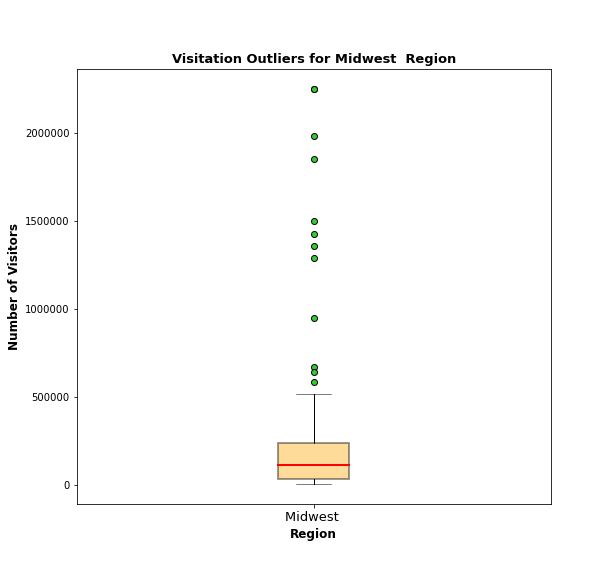 Visitation Outliers for Midwest  Region
Number of Visitors
2000000
1500000
1000000
500000
0
Midwest
Region